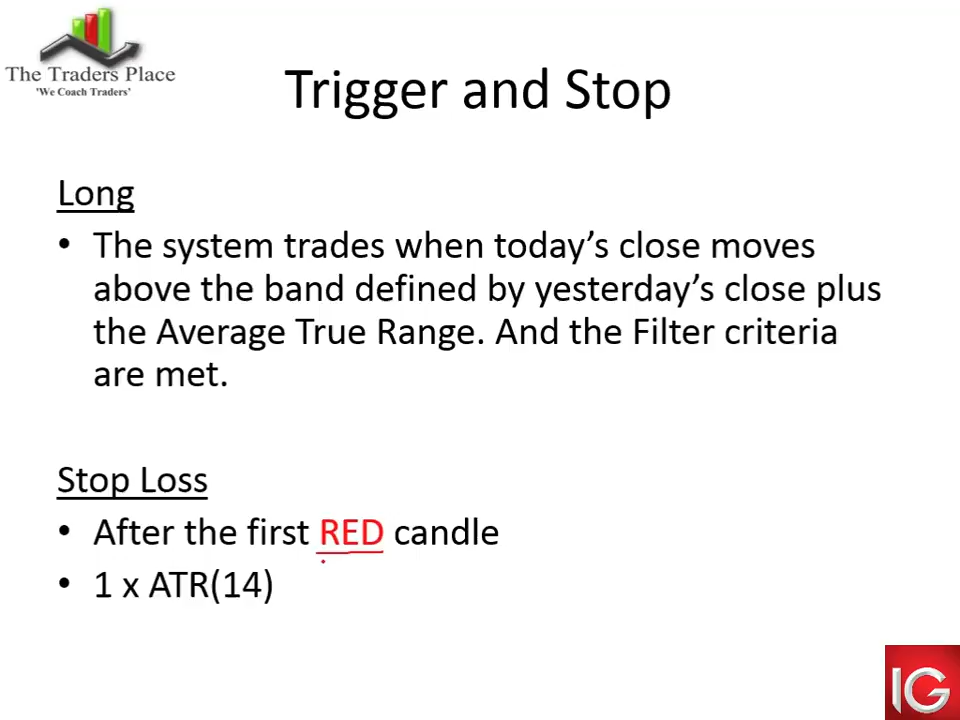 The Traders Place
'We Coach Traders'
Trigger and Stop
Long
• The system trades when today’s close moves
above the band defined by yesterday’s close plus
the Average True Range. And the Filter criteria
are met.
Stop Loss
• After the first RED candle
• 1 x ATR(14)
IG